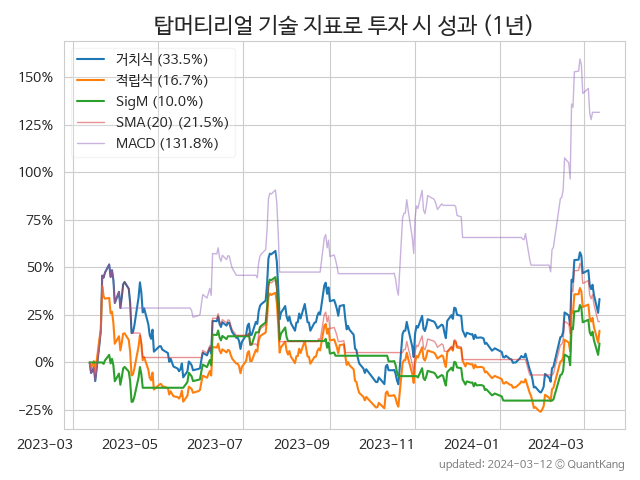 탑머티리얼 기술 지표로 투자 시 성과 (1년)
거치식 (33.5%)
적립식 (16.7%)
SigM (10.0%)
SMA(20) (21.5%)
MACD (131.8%)
150%
125%
100%
75%
50%
25%
0%
−25%
2023-03 2023-05 2023-07 2023-09 2023-11 2024-01 2024-03
updated: 2024-03-12 © QuantKang